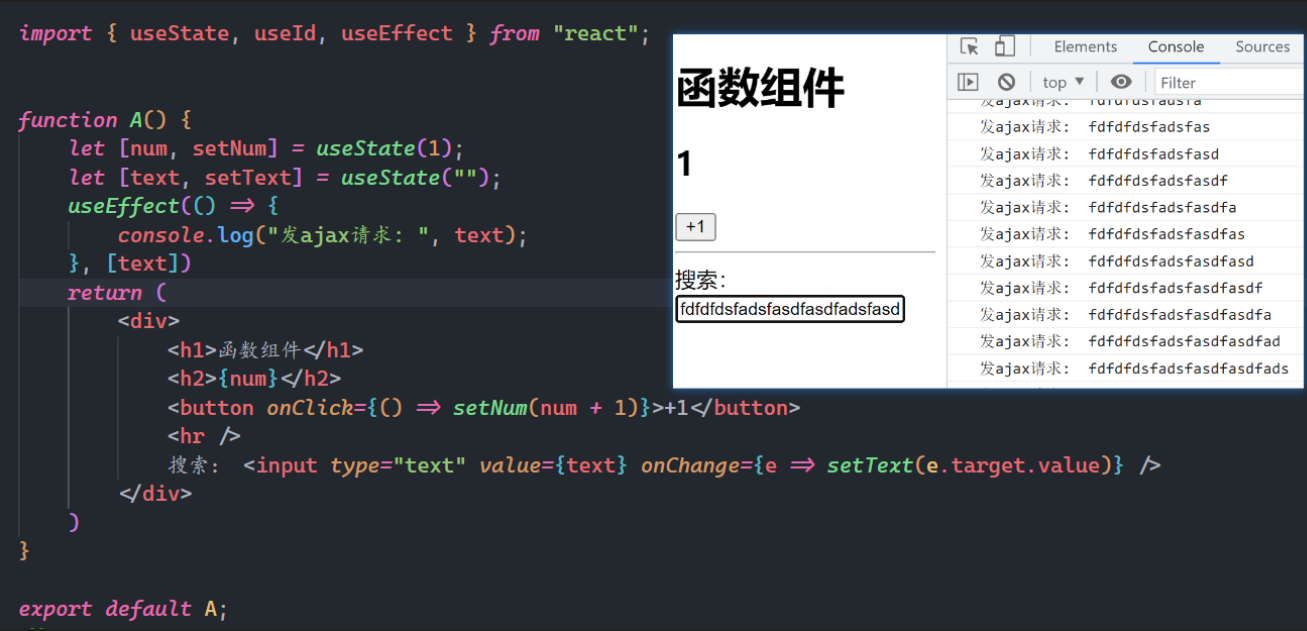 import { useState, useId, useEffect } from "react";
function A() {
let [num, setNum] = useState(1);
let [text, setText] = useState("");
useEffect(() => {
console.log("发ajax请求: ", text);
}, [text])
return (
<div>
<h1>函数组件</h1>
<h2>{num}</h2>
<button onClick={() => setNum(num + 1)}>+1</button>
<hr />
搜索: <input type="text" value={text} onChange={e => setText(e.target.value)} />
</div>
)
}
export default A;
函数组件
1
+1
搜索:
fdfdfdsfadsfasdfasdfadsfasd
Elements Console Sources
top ▼ Filter
发ajax请求: fdfdfdsfadsfa
发ajax请求: fdfdfdsfadsfas
发ajax请求: fdfdfdsfadsfasd
发ajax请求: fdfdfdsfadsfasdf
发ajax请求: fdfdfdsfadsfasdfa
发ajax请求: fdfdfdsfadsfasdfas
发ajax请求: fdfdfdsfadsfasdfasd
发ajax请求: fdfdfdsfadsfasdfasdf
发ajax请求: fdfdfdsfadsfasdfasdfa
发ajax请求: fdfdfdsfadsfasdfasdfad
发ajax请求: fdfdfdsfadsfasdfasdfads